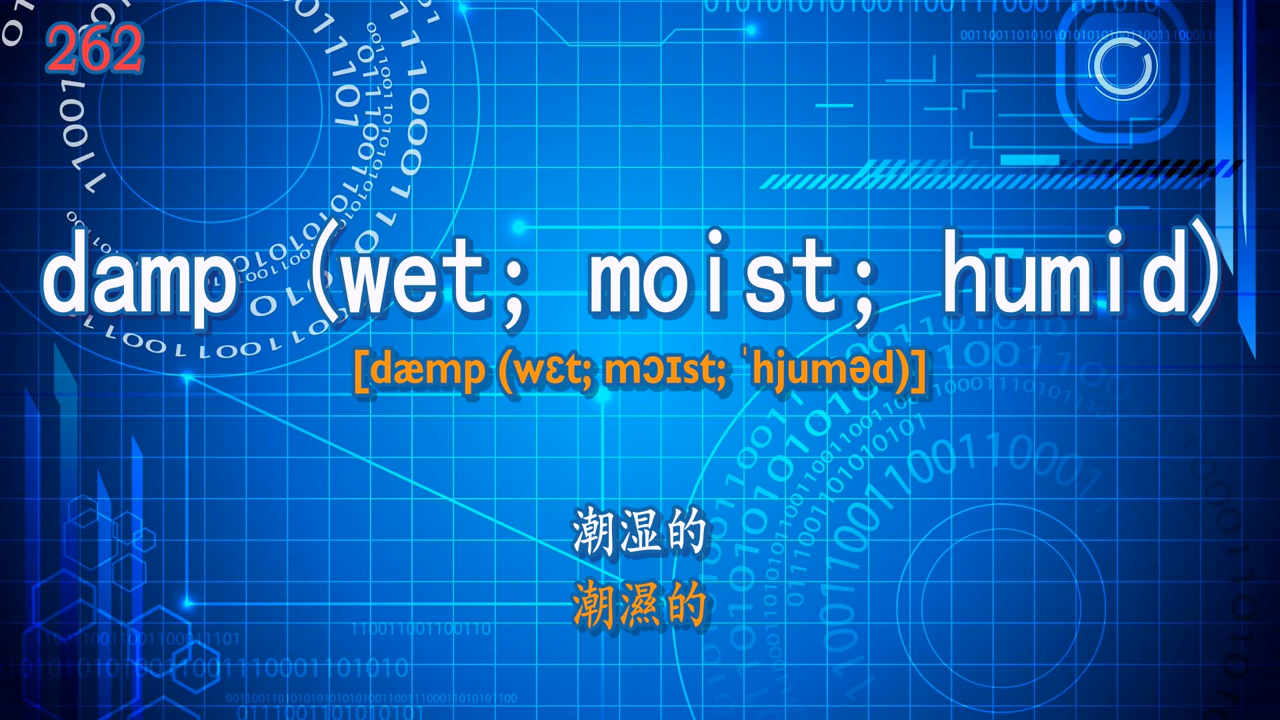 262
damp (wet; moist; humid)
[dæmp (wɛt; mɔɪst; ˈhjuməd)]
潮湿的
潮濕的